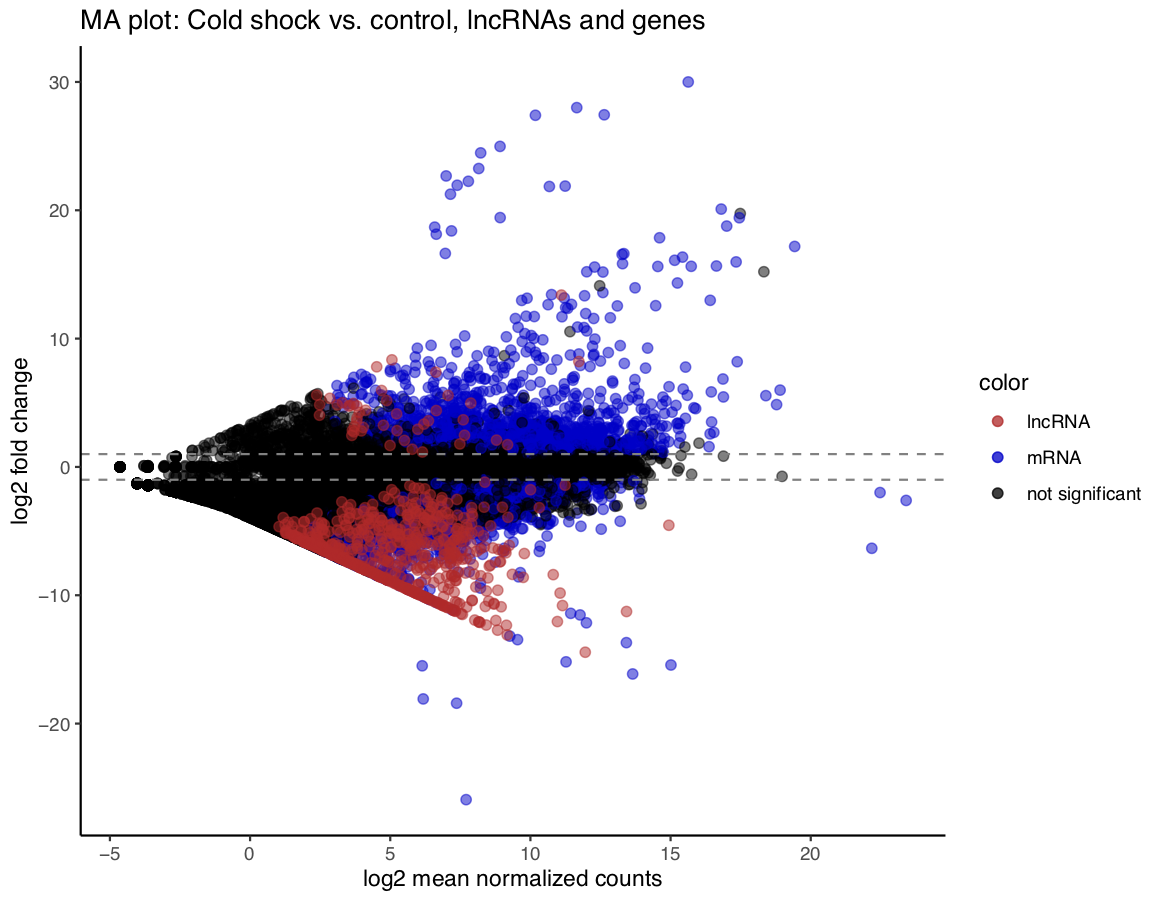 MA plot: Cold shock vs. control, lncRNAs and genes
log2 fold change
30
20
10
0
−10
−20
−5
0
5
10
15
20
log2 mean normalized counts
color
lncRNA
mRNA
not significant